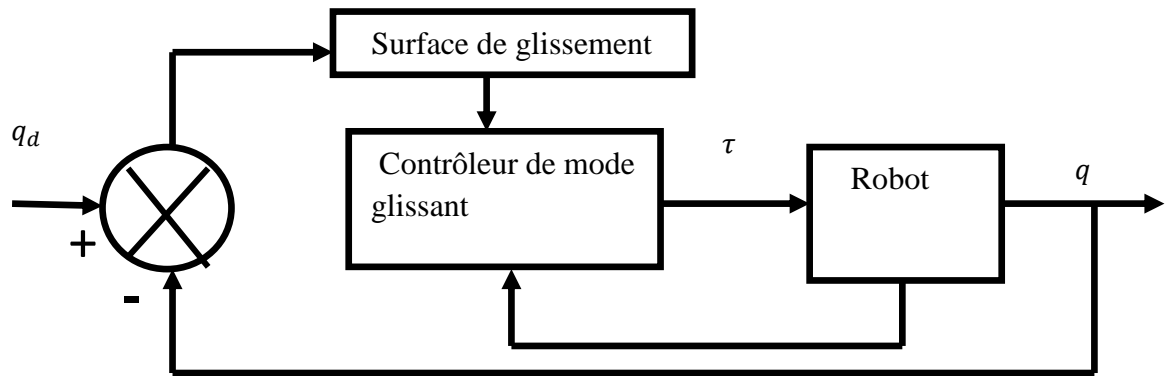 Surface de glissement
q_d
Contrôleur de mode
glissant
τ
Robot
q
+
-